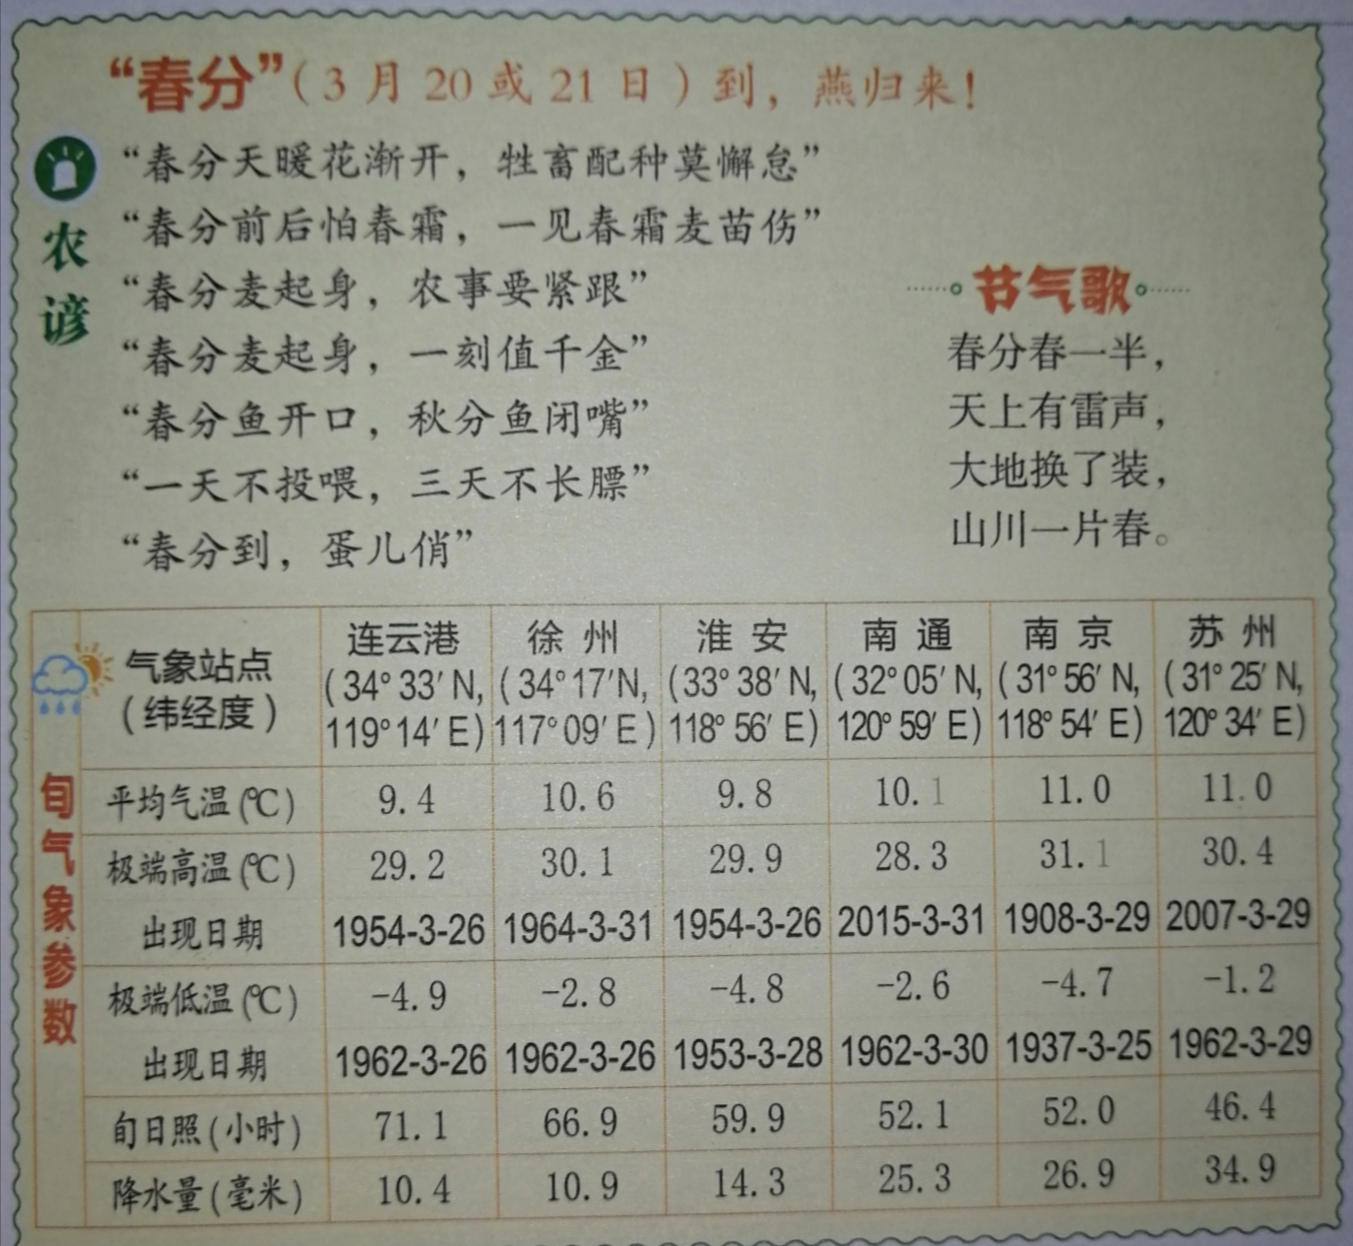 “春分”(3月20或21日)到，燕归来！
农谚
“春分天暖花渐开，牲畜配种莫懈怠”
“春分前后怕春霜，一见春霜麦苗伤”
“春分麦起身，农事要紧跟”
“春分麦起身，一刻值千金”
“春分鱼开口，秋分鱼闭嘴”
“一天不投喂，三天不长膘”
“春分到，蛋儿俏”
节气歌
春分春一半，
天上有雷声，
大地换了装，
山川一片春。
旬气象参数
气象站点(纬经度) 连云港(34°33′N,119°14′E) 徐州(34°17′N,117°09′E) 淮安(33°38′N,118°56′E) 南通(32°05′N,120°59′E) 南京(31°56′N,118°54′E) 苏州(31°25′N,120°34′E)
平均气温(℃) 9.4 10.6 9.8 10.1 11.0 11.0
极端高温(℃) 29.2 30.1 29.9 28.3 31.1 30.4
出现日期 1954-3-26 1964-3-31 1954-3-26 2015-3-31 1908-3-29 2007-3-29
极端低温(℃) -4.9 -2.8 -4.8 -2.6 -4.7 -1.2
出现日期 1962-3-26 1962-3-26 1953-3-28 1962-3-30 1937-3-25 1962-3-29
旬日照(小时) 71.1 66.9 59.9 52.1 52.0 46.4
降水量(毫米) 10.4 10.9 14.3 25.3 26.9 34.9